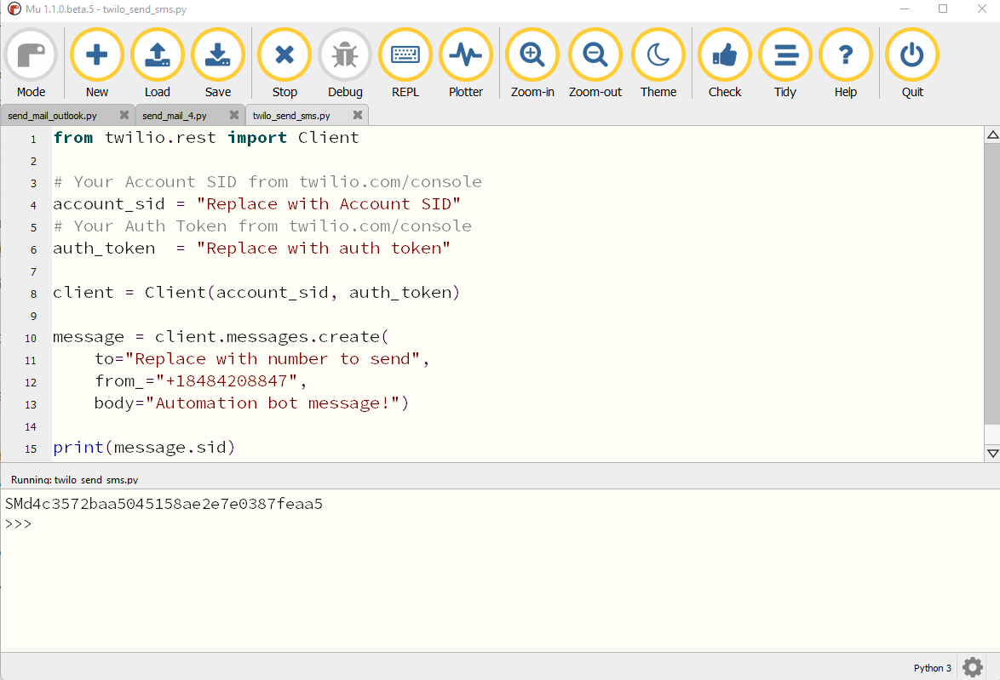 Mu 1.1.0.beta.5 - twilo_send_sms.py
Mode New Load Save Stop Debug REPL Plotter Zoom-in Zoom-out Theme Check Tidy Help Quit
send_mail_outlook.py send_mail_4.py twilo_send_sms.py
1 from twilio.rest import Client
2
3 # Your Account SID from twilio.com/console
4 account_sid = "Replace with Account SID"
5 # Your Auth Token from twilio.com/console
6 auth_token  = "Replace with auth token"
7
8 client = Client(account_sid, auth_token)
9
10 message = client.messages.create(
11     to="Replace with number to send",
12     from_="+18484208847",
13     body="Automation bot message!")
14
15 print(message.sid)
Running: twilo_send_sms.py
SMd4c3572baa5045158ae2e7e0387feaa5
>>>
Python 3